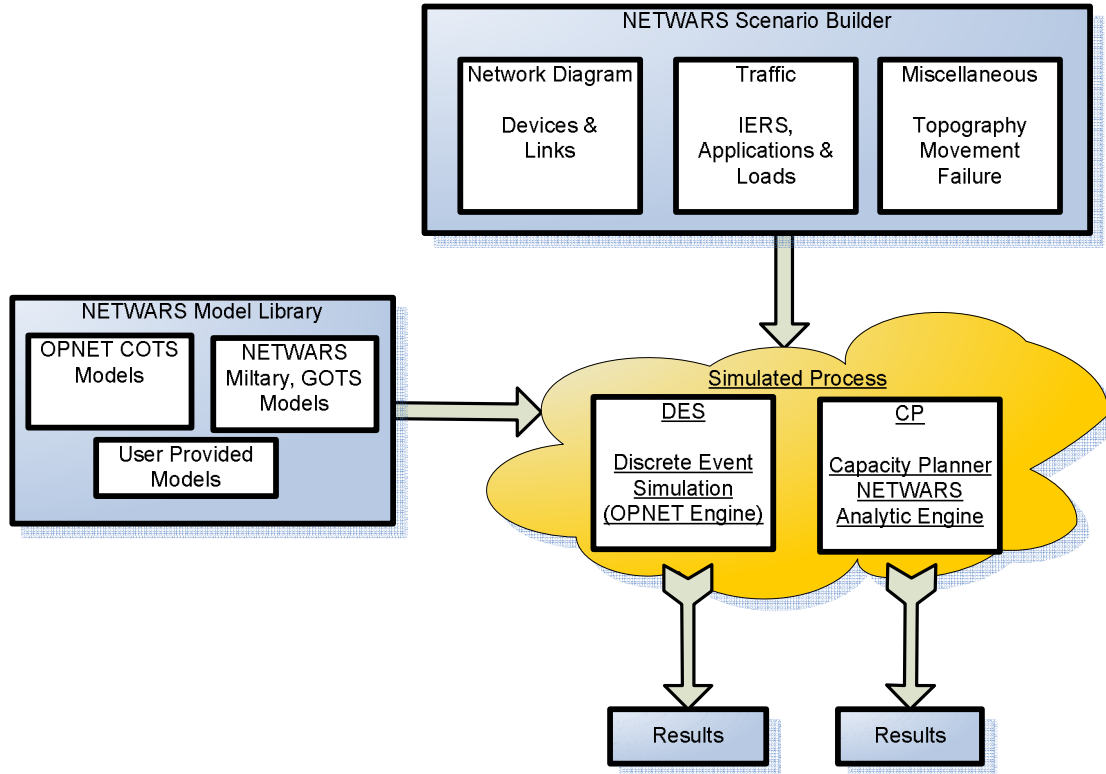 NETWARS Scenario Builder
Network Diagram
Devices &
Links
Traffic
IERS,
Applications &
Loads
Miscellaneous
Topography
Movement
Failure
NETWARS Model Library
OPNET COTS
Models
NETWARS
Miltary, GOTS
Models
User Provided
Models
Simulated Process
DES
Discrete Event
Simulation
(OPNET Engine)
CP
Capacity Planner
NETWARS
Analytic Engine
Results
Results